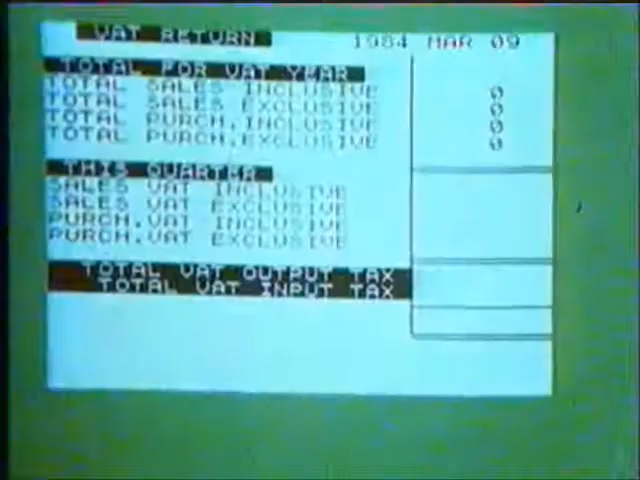 VAT RETURN 1984 MAR 09
TOTAL FOR VAT YEAR
TOTAL SALES INCLUSIVE 0
TOTAL SALES EXCLUSIVE 0
TOTAL PURCH.INCLUSIVE 0
TOTAL PURCH.EXCLUSIVE 0
THIS QUARTER
SALES VAT INCLUSIVE
SALES VAT EXCLUSIVE
PURCH.VAT INCLUSIVE
PURCH.VAT EXCLUSIVE
TOTAL VAT OUTPUT TAX
TOTAL VAT INPUT TAX